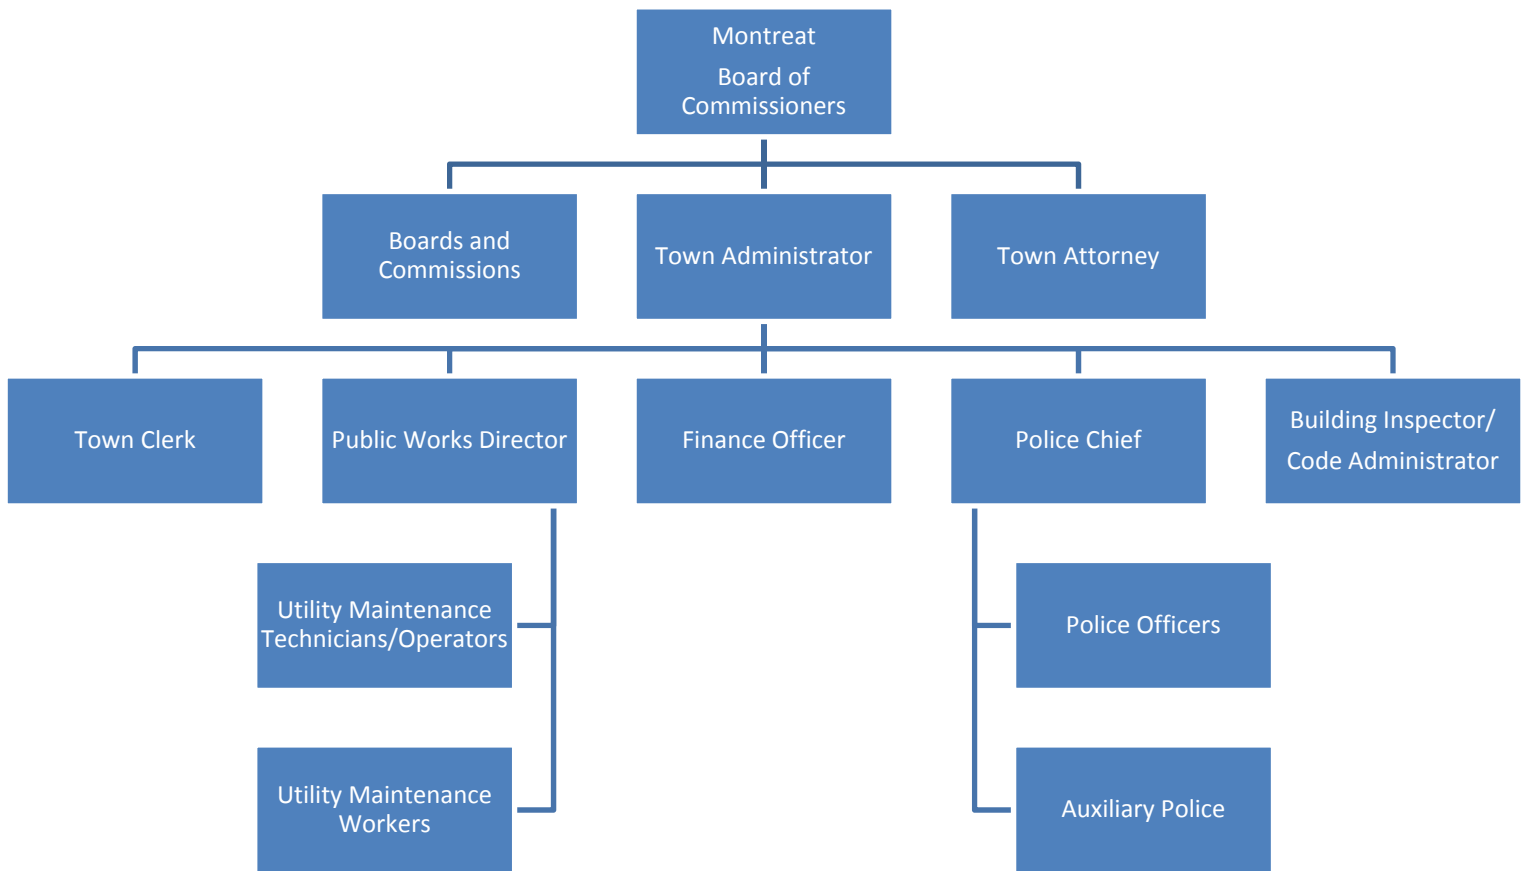 Montreat
Board of
Commissioners
Boards and
Commissions
Town Administrator
Town Attorney
Town Clerk
Public Works Director
Finance Officer
Police Chief
Building Inspector/
Code Administrator
Utility Maintenance
Technicians/Operators
Police Officers
Utility Maintenance
Workers
Auxiliary Police